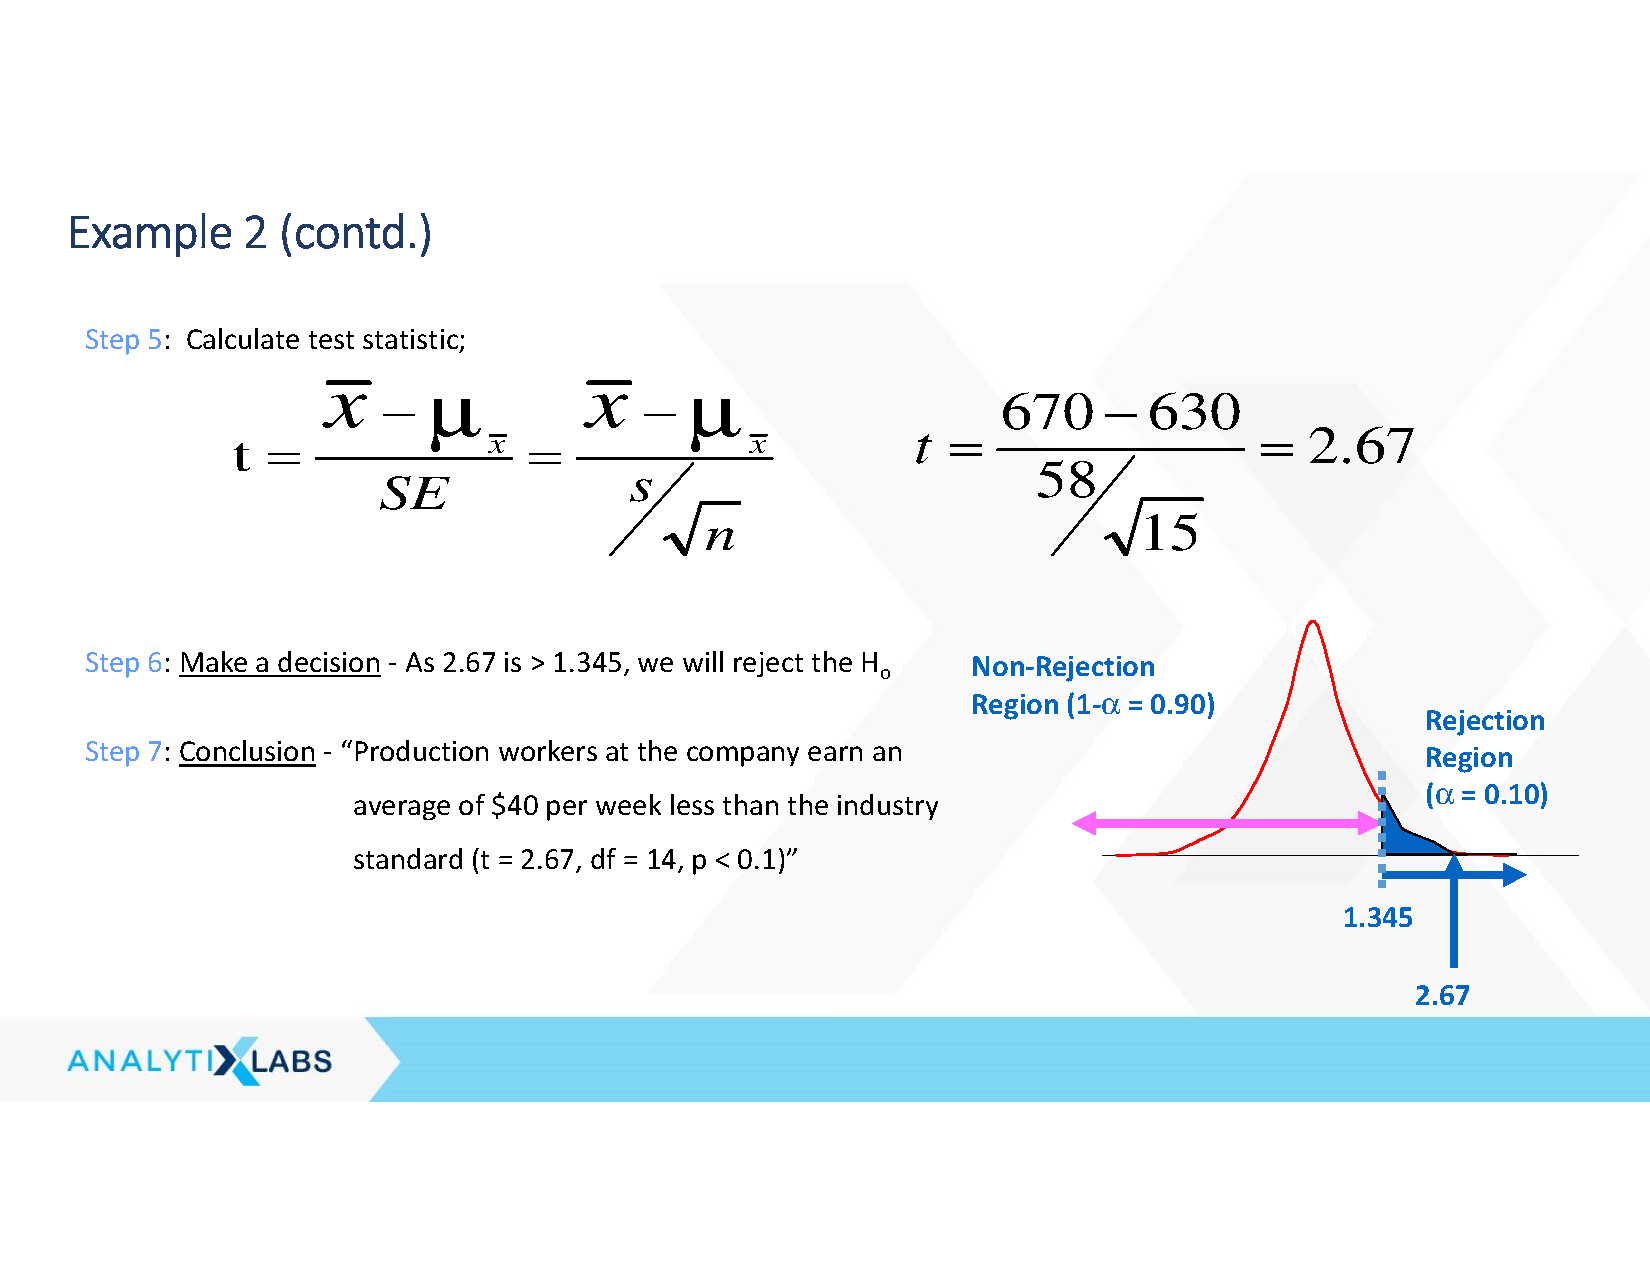 Example 2 (contd.)
Step 5: Calculate test statistic;
t = (x̄ − μ_x̄) / SE = (x̄ − μ_x̄) / (s/√n)
t = (670 − 630) / (58/√15) = 2.67
Step 6: Make a decision - As 2.67 is > 1.345, we will reject the Ho
Step 7: Conclusion - “Production workers at the company earn an
average of $40 per week less than the industry
standard (t = 2.67, df = 14, p < 0.1)”
Non-Rejection
Region (1-α = 0.90)
Rejection
Region
(α = 0.10)
1.345
2.67
ANALYTIXLABS